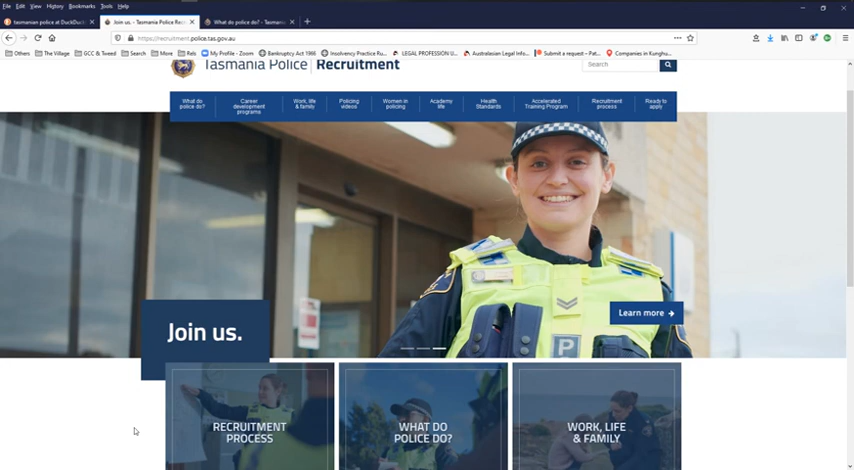 File Edit View History Bookmarks Tools Help
tasmanian police at DuckDuck
Join us. - Tasmania Police Rec
What do police do? - Tasmani
https://recruitment.police.tas.gov.au
Others The Village GCC & Tweed Search More Rels My Profile - Zoom Bankruptcy Act 1966 Insolvency Practice Ru... LEGAL PROFESSION U... Australasian Legal Info... Submit a request - Pat... Companies in Kunghu...
Tasmania Police | Recruitment
Search
What do police do?
Career development programs
Work, life & family
Policing videos
Women in policing
Academy life
Health Standards
Accelerated Training Program
Recruitment process
Ready to apply
Learn more
Join us.
RECRUITMENT
PROCESS
WHAT DO
POLICE DO?
WORK, LIFE
& FAMILY